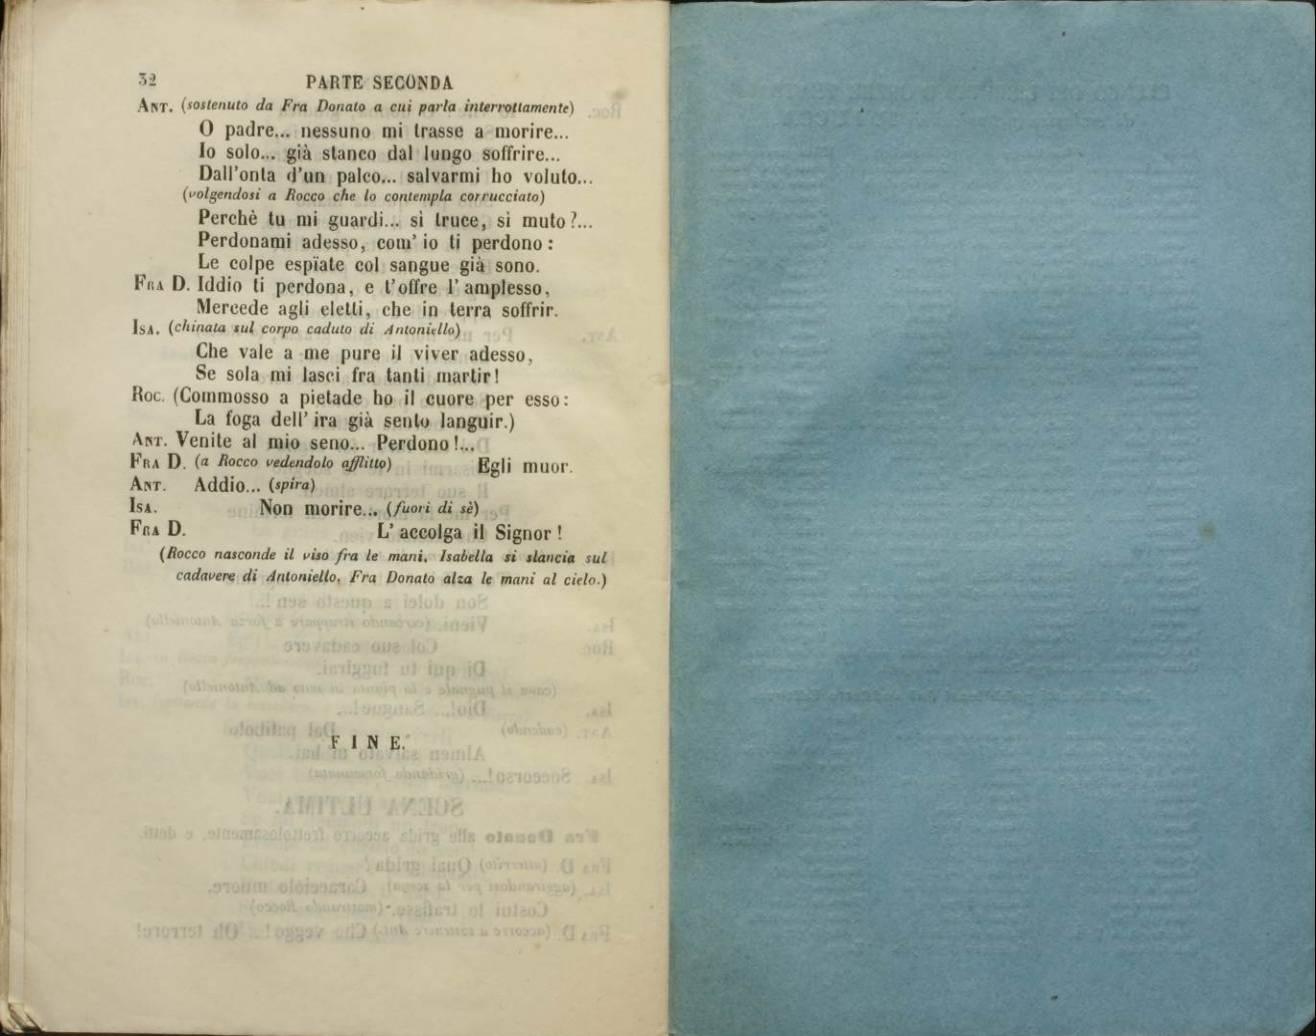 32 PARTE SECONDA
ANT. (sostenuto da Fra Donato a cui parla interrottamente)
O padre... nessuno mi trasse a morire...
Io solo... già stanco dal lungo soffrire...
Dall'onta d'un palco... salvarmi ho voluto...
(volgendosi a Rocco che lo contempla corrucciato)
Perchè tu mi guardi... sì truce, sì muto?...
Perdonami adesso, com' io ti perdono:
Le colpe espïate col sangue già sono.
FRA D. Iddio ti perdona, e t'offre l'amplesso,
Mercede agli eletti, che in terra soffrir.
ISA. (chinata sul corpo caduto di Antoniello)
Che vale a me pure il viver adesso,
Se sola mi lasci fra tanti martir!
ROC. (Commosso a pietade ho il cuore per esso:
La foga dell' ira già sento languir.)
ANT. Venite al mio seno... Perdono!...
FRA D. (a Rocco vedendolo afflitto) Egli muor.
ANT. Addio... (spira)
ISA. Non morire... (fuori di sè)
FRA D. L' accolga il Signor!
(Rocco nasconde il viso fra le mani, Isabella si slancia sul
cadavere di Antoniello, Fra Donato alza le mani al cielo.)
FINE.